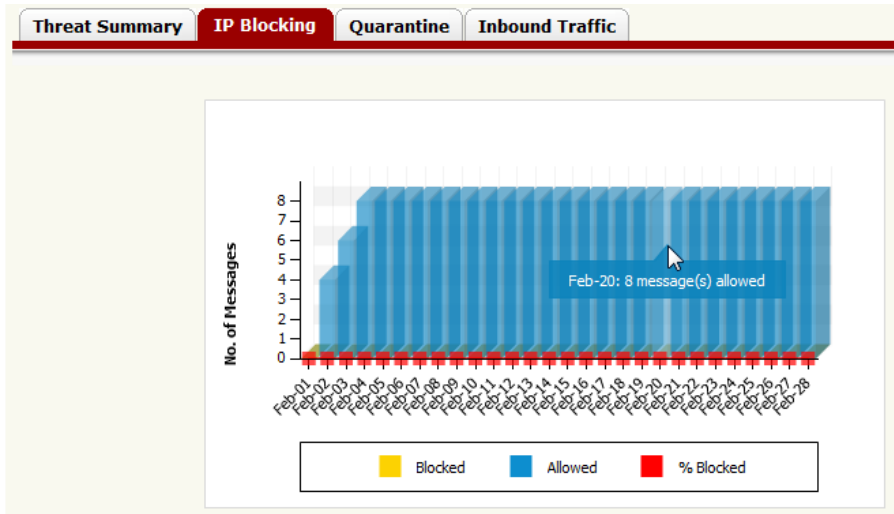 Threat Summary IP Blocking Quarantine Inbound Traffic
No. of Messages
8
7
6
5
4
3
2
1
0
Feb-20: 8 message(s) allowed
Feb-01 Feb-02 Feb-03 Feb-04 Feb-05 Feb-06 Feb-07 Feb-08 Feb-09 Feb-10 Feb-11 Feb-12 Feb-13 Feb-14 Feb-15 Feb-16 Feb-17 Feb-18 Feb-19 Feb-20 Feb-21 Feb-22 Feb-23 Feb-24 Feb-25 Feb-26 Feb-27 Feb-28
Blocked Allowed % Blocked